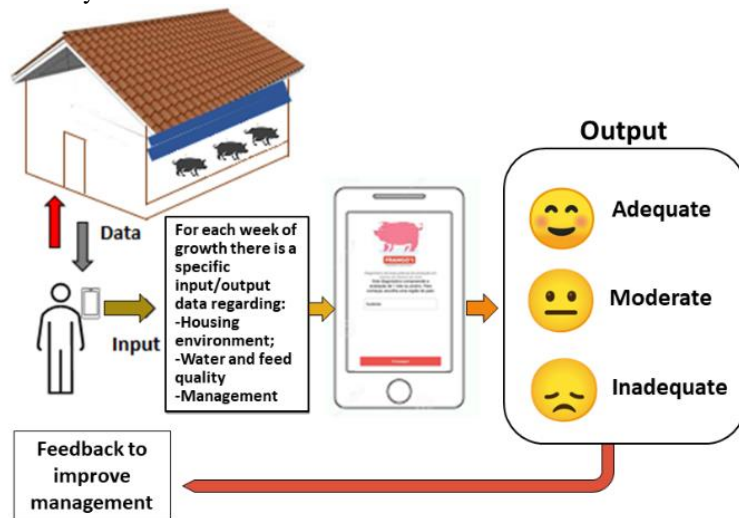 Data
Input
For each week of
growth there is a
specific
input/output
data regarding:
-Housing
environment;
-Water and feed
quality
-Management
FRANGO'S
Output
Adequate
Moderate
Inadequate
Feedback to
improve
management